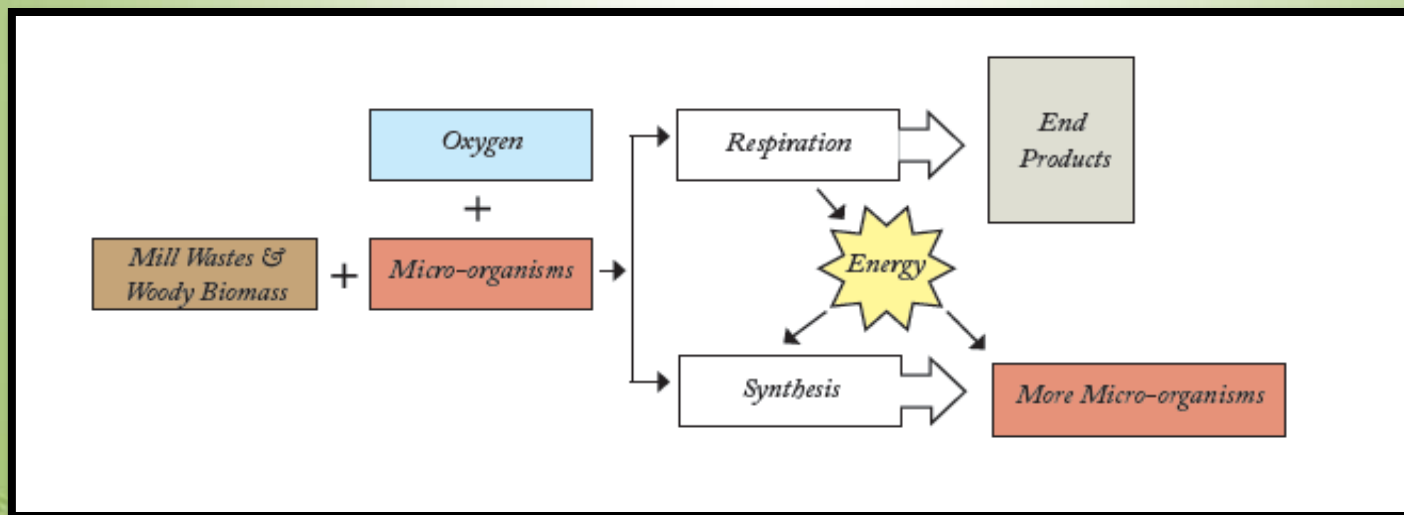 Oxygen
+
Mill Wastes &
Woody Biomass
+
Micro-organisms
Respiration
End
Products
Energy
Synthesis
More Micro-organisms